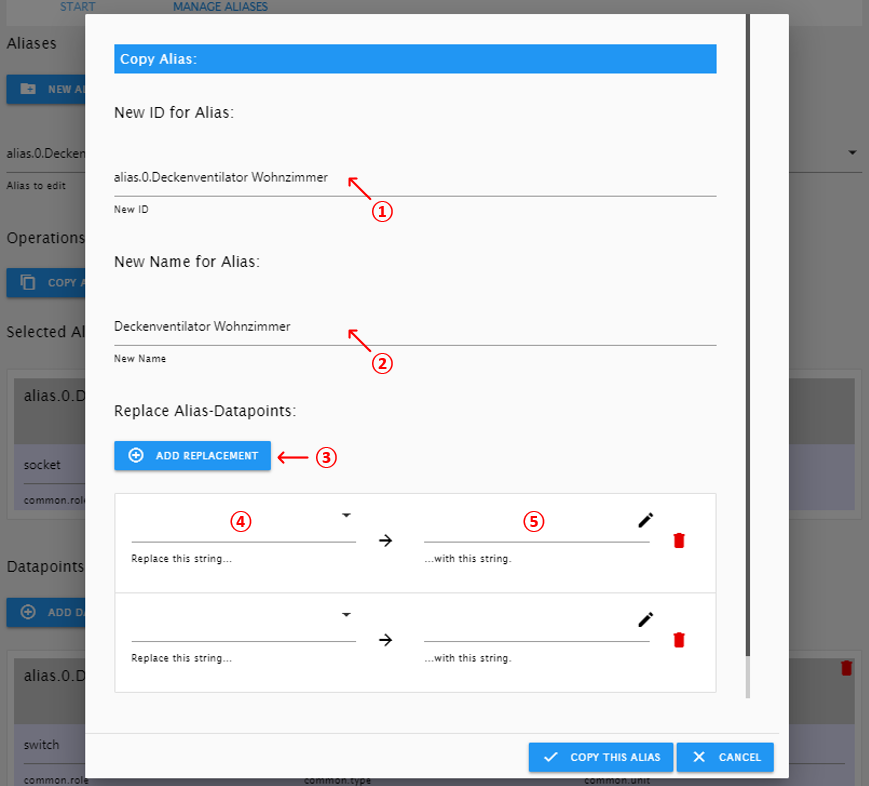 START MANAGE ALIASES
Aliases
NEW AL
alias.0.Decken
Alias to edit
Operations
COPY A
Selected Al
alias.0.D
socket
common.role
Datapoints
ADD DA
alias.0.D
switch
common.role common.type common.unit
Copy Alias:
New ID for Alias:
alias.0.Deckenventilator Wohnzimmer
New ID
①
New Name for Alias:
Deckenventilator Wohnzimmer
New Name
②
Replace Alias-Datapoints:
ADD REPLACEMENT ③
④ ⑤
Replace this string... ...with this string.
Replace this string... ...with this string.
COPY THIS ALIAS CANCEL